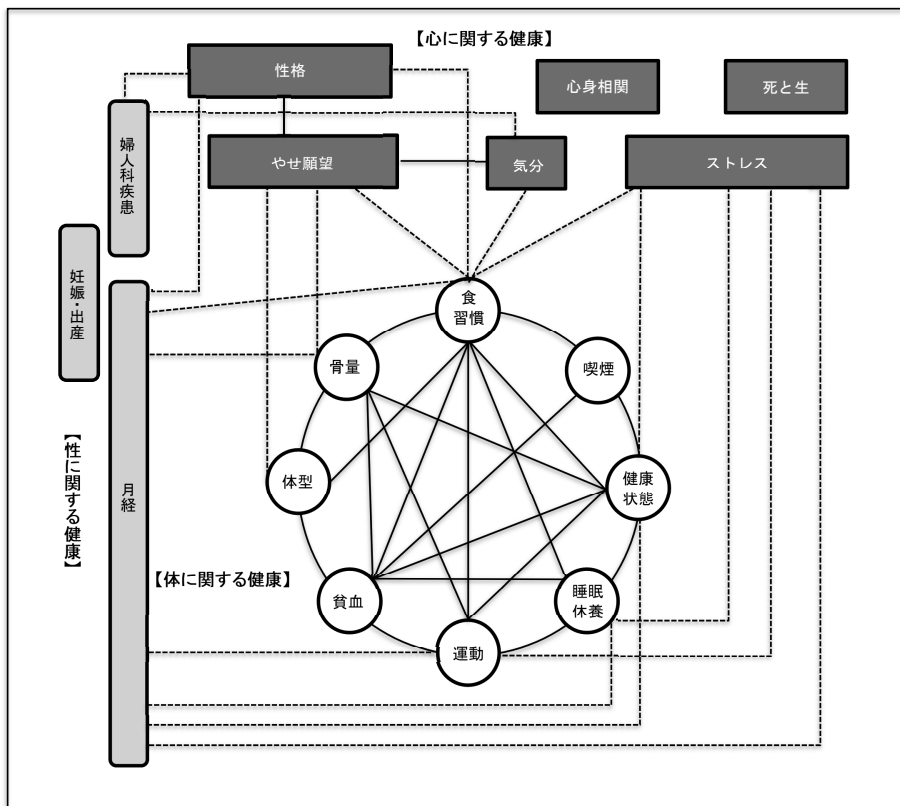 【心に関する健康】
性格
心身相関
死と生
やせ願望
気分
ストレス
婦人科疾患
妊娠・出産
月経
【性に関する健康】
【体に関する健康】
食
習慣
骨量
喫煙
体型
健康
状態
貧血
睡眠
休養
運動